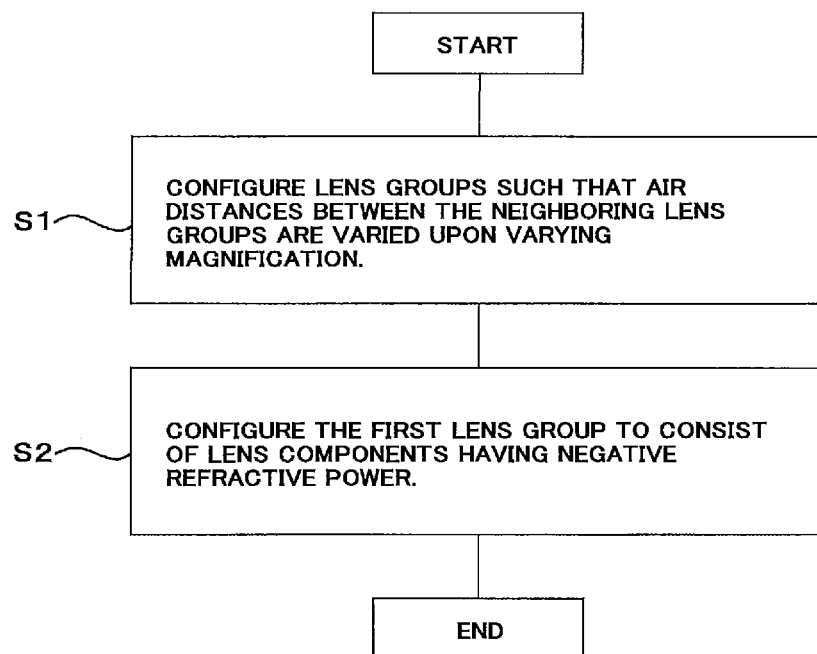 START
S1
CONFIGURE LENS GROUPS SUCH THAT AIR
DISTANCES BETWEEN THE NEIGHBORING LENS
GROUPS ARE VARIED UPON VARYING
MAGNIFICATION.
S2
CONFIGURE THE FIRST LENS GROUP TO CONSIST
OF LENS COMPONENTS HAVING NEGATIVE
REFRACTIVE POWER.
END